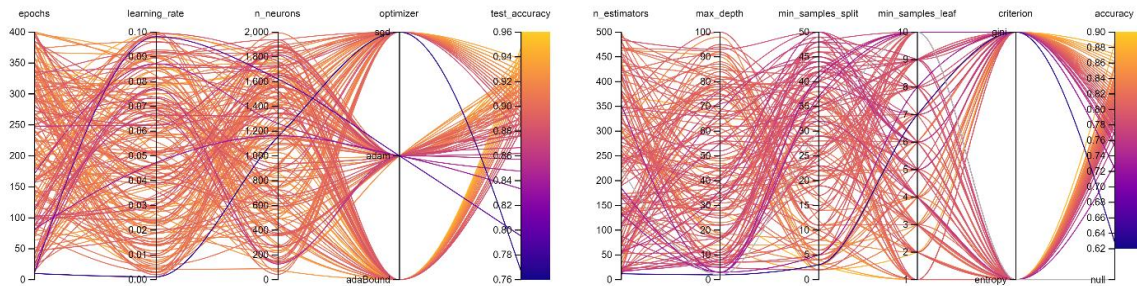 epochs learning_rate n_neurons optimizer test_accuracy
400 0.10 2,000 sgd 0.96
350 0.09 1,800 0.94
300 0.08 1,600 0.92
250 0.07 1,400 0.90
0.06 1,200 0.88
200 0.05 1,000 adam 0.86
150 0.04 800 0.84
100 0.03 600 0.82
0.02 400 0.80
50 0.01 200 0.78
0 0.00 0 adaBound 0.76
n_estimators max_depth min_samples_split min_samples_leaf criterion accuracy
500 100 50 10 gini 0.90
450 90 45 9 0.88
400 80 40 8 0.86
350 70 35 7 0.84
300 60 30 6 0.82
250 50 25 5 0.80
200 40 20 4 0.78
150 30 15 3 0.76
100 20 10 2 0.74
50 10 5 1 0.72
0 0 0 entropy 0.70
0.68
0.66
0.64
0.62
null